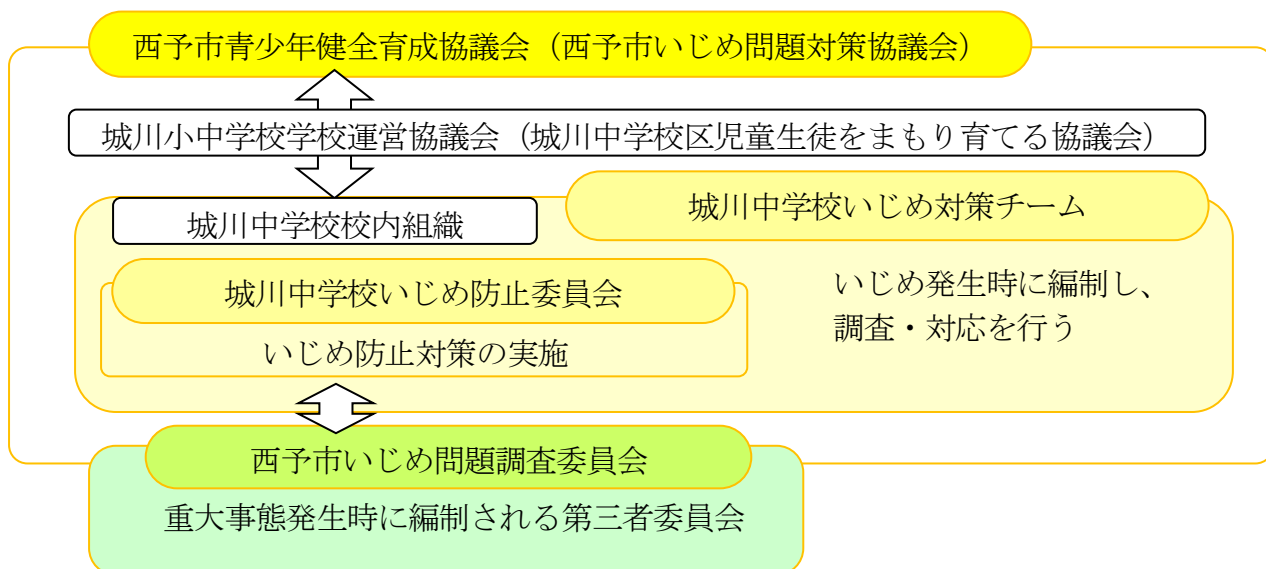 西予市青少年健全育成協議会(西予市いじめ問題対策協議会)
城川小中学校学校運営協議会(城川中学校区児童生徒をまもり育てる協議会)
城川中学校いじめ対策チーム
城川中学校校内組織
城川中学校いじめ防止委員会
いじめ防止対策の実施
いじめ発生時に編制し、
調査・対応を行う
西予市いじめ問題調査委員会
重大事態発生時に編制される第三者委員会